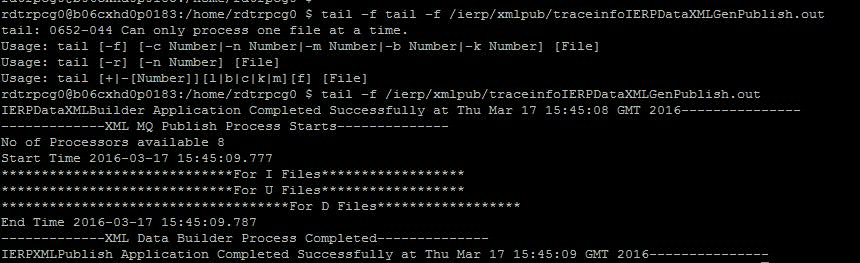 rdtrpcg0@b06cxhd0p0183:/home/rdtrpcg0 $
rdtrpcg0@b06cxhd0p0183:/home/rdtrpcg0 $ tail -f tail -f /ierp/xmlpub/traceinfoIERPDataXMLGenPublish.out
tail: 0652-044 Can only process one file at a time.
Usage: tail [-f] [-c Number|-n Number|-m Number|-b Number|-k Number] [File]
Usage: tail [-r] [-n Number] [File]
Usage: tail [+|-[Number]][l|b|c|k|m][f] [File]
rdtrpcg0@b06cxhd0p0183:/home/rdtrpcg0 $ tail -f /ierp/xmlpub/traceinfoIERPDataXMLGenPublish.out
IERPDataXMLBuilder Application Completed Successfully at Thu Mar 17 15:45:08 GMT 2016---------------
-------------XML MQ Publish Process Starts--------------
No of Processors available 8
Start Time 2016-03-17 15:45:09.777
*****************************For I Files******************
*****************************For U Files******************
************************************For D Files******************
End Time 2016-03-17 15:45:09.787
-------------XML Data Builder Process Completed--------------
IERPXMLPublish Application Completed Successfully at Thu Mar 17 15:45:09 GMT 2016---------------